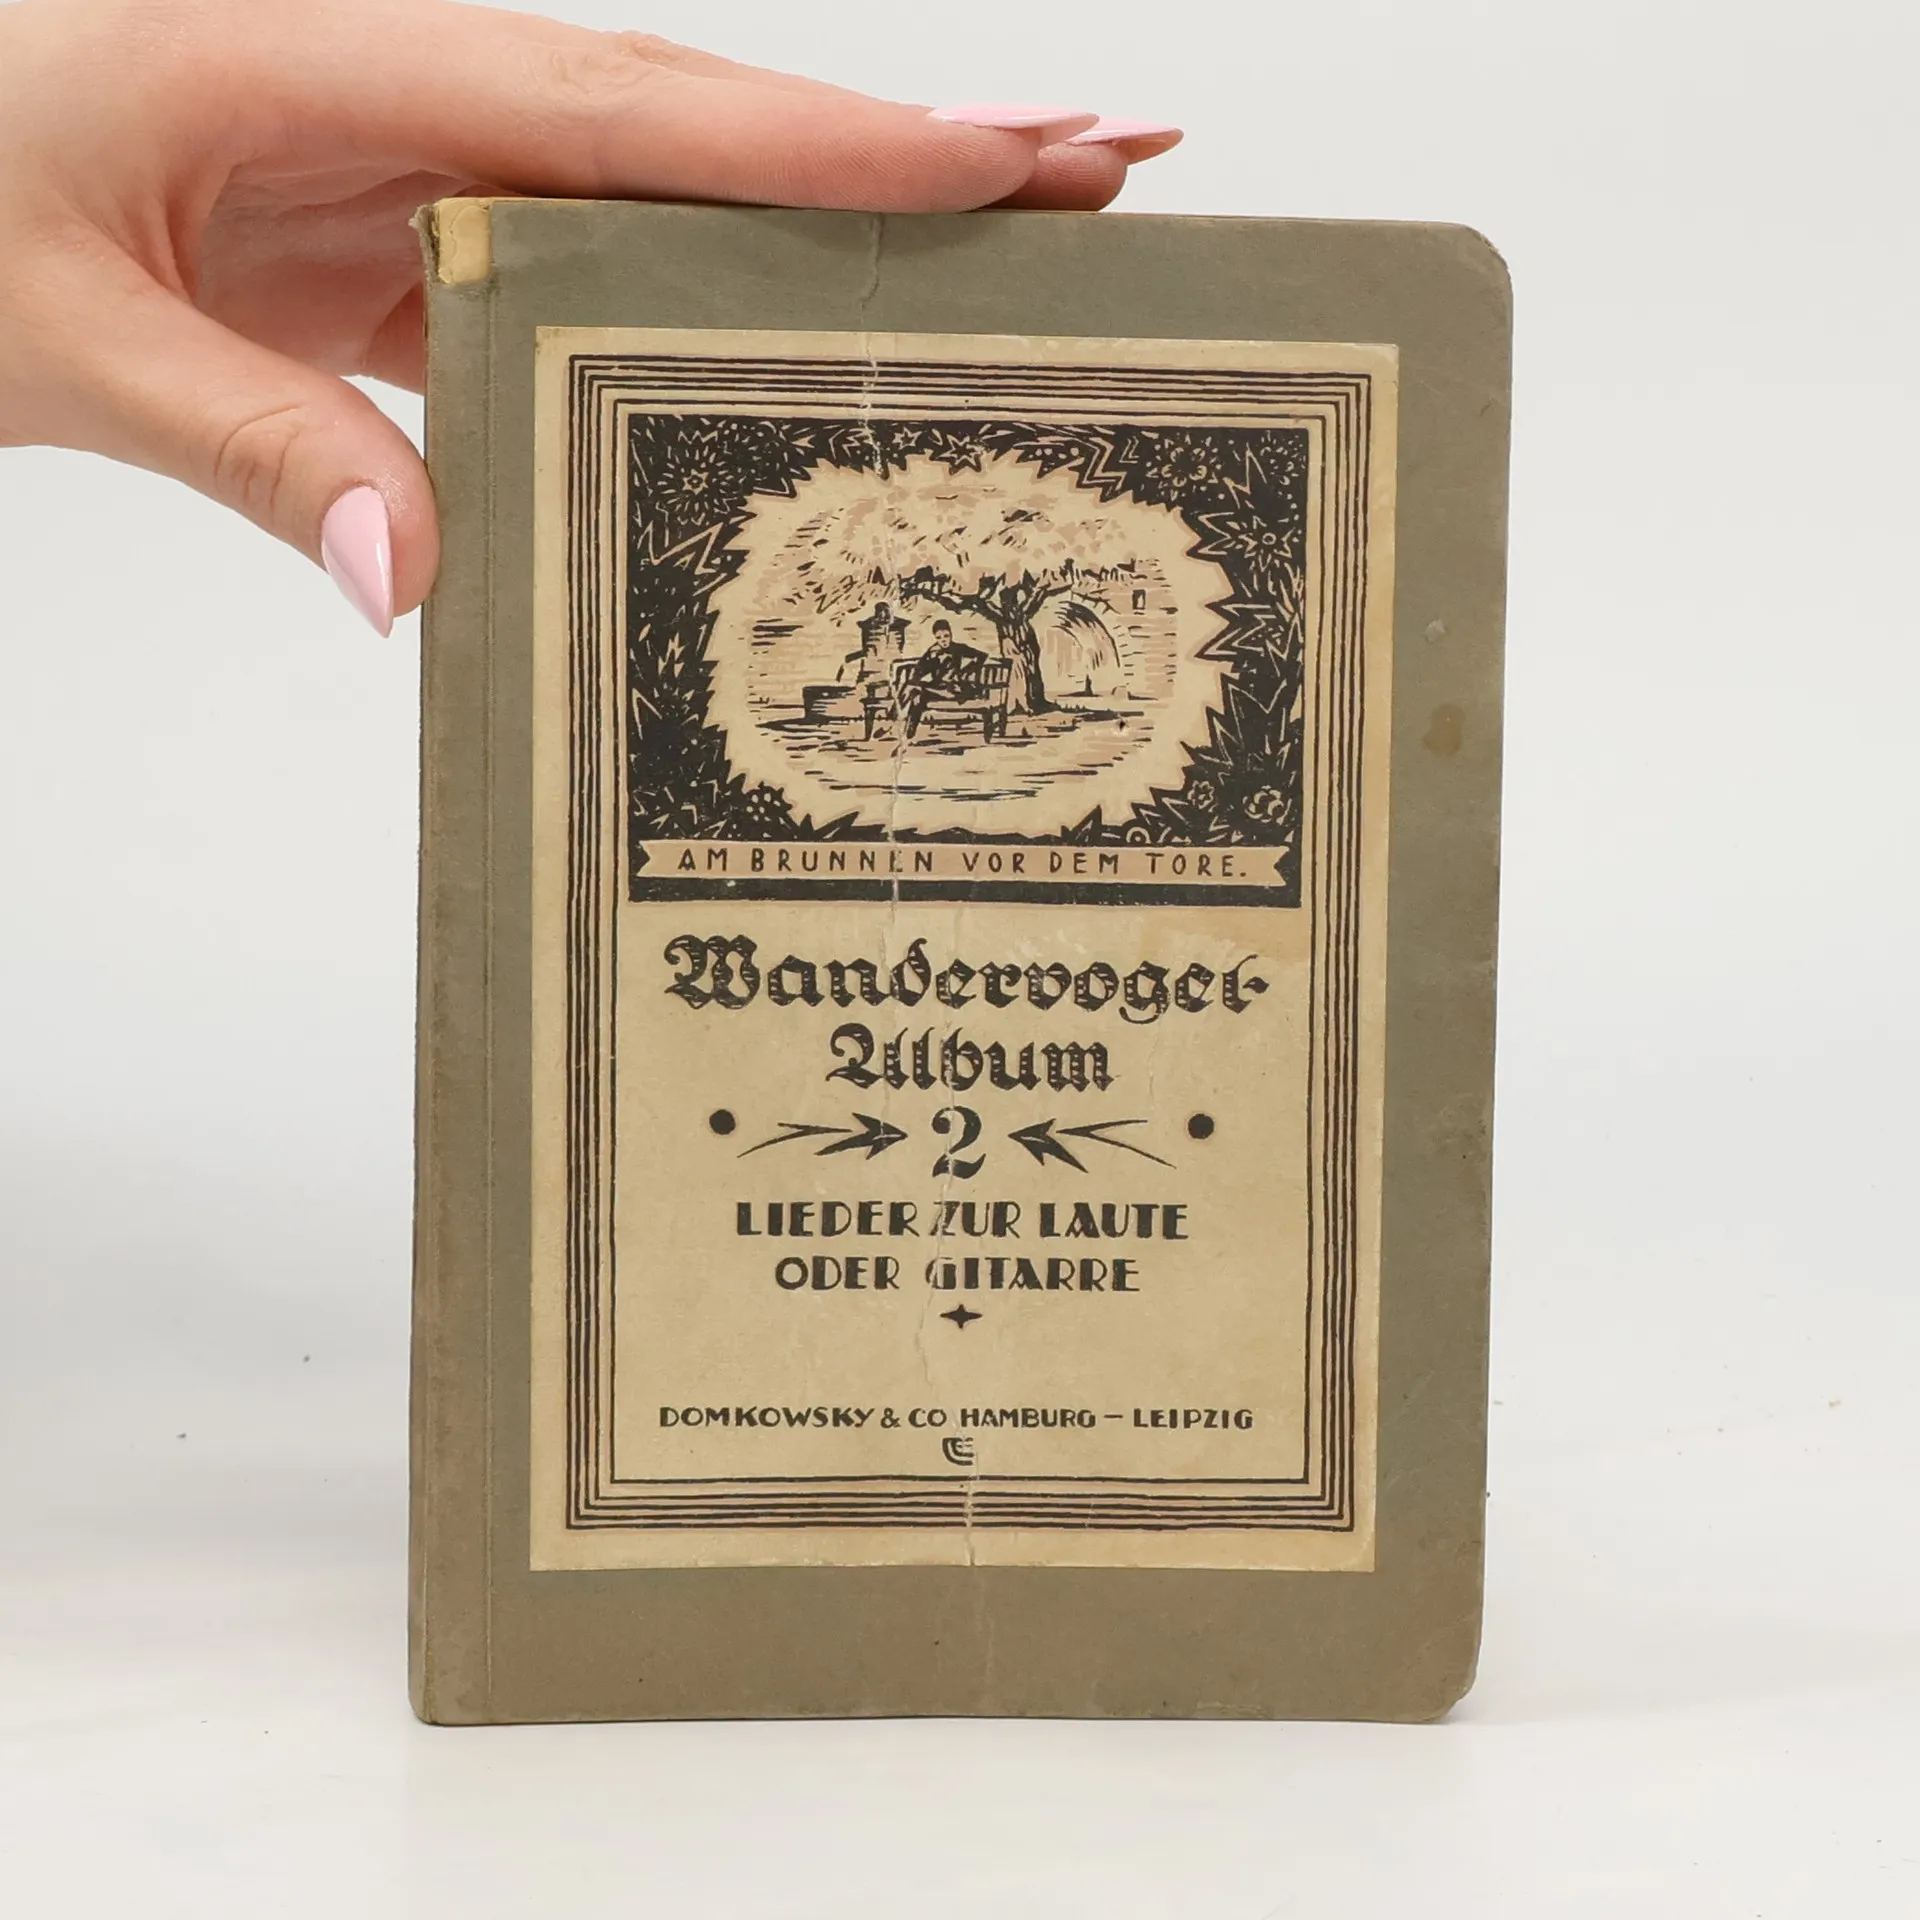 AM BRUNNEN VOR DEM TORE.
Wandervogel-
Album
2
LIEDER ZUR LAUTE
ODER GITARRE
DOMKOWSKY & CO HAMBURG – LEIPZIG